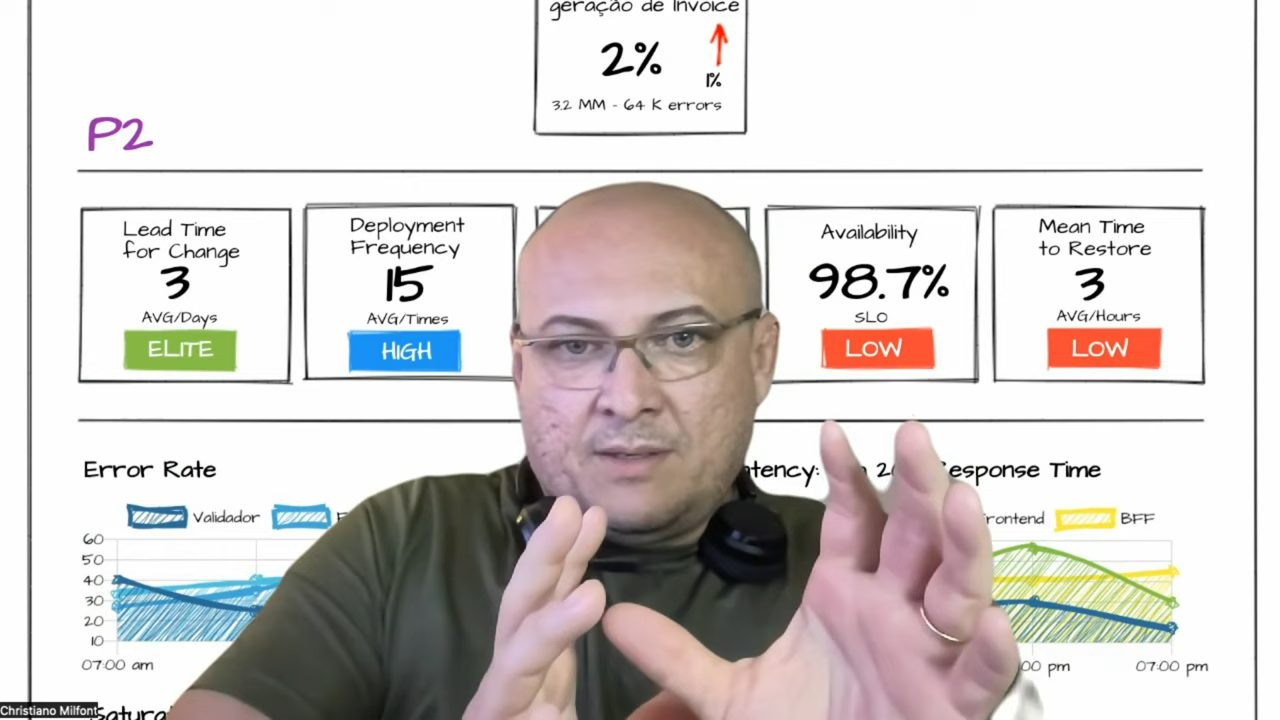 geração de Invoice
2%
1%
3.2 MM - 64 K errors
P2
Lead Time
for Change
3
AVG/Days
ELITE
Deployment
Frequency
15
AVG/Times
HIGH
Availability
98.7%
SLO
LOW
Mean Time
to Restore
3
AVG/Hours
LOW
Error Rate
Validador
60
50
40
30
20
10
07:00 am
Response Time
Frontend
BFF
07:00 pm
Christiano Milfont